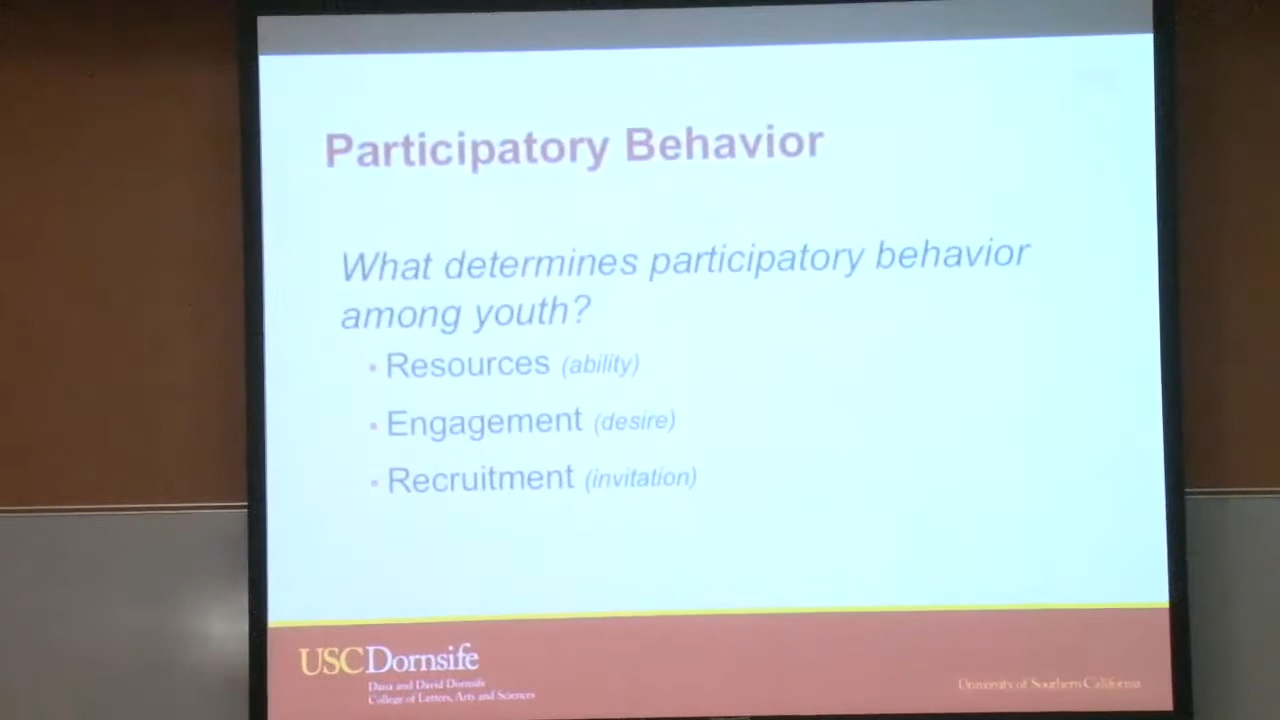 Participatory Behavior
What determines participatory behavior
among youth?
• Resources (ability)
• Engagement (desire)
• Recruitment (invitation)
USCDornsife
Dana and David Dornsife
College of Letters, Arts and Sciences
University of Southern California